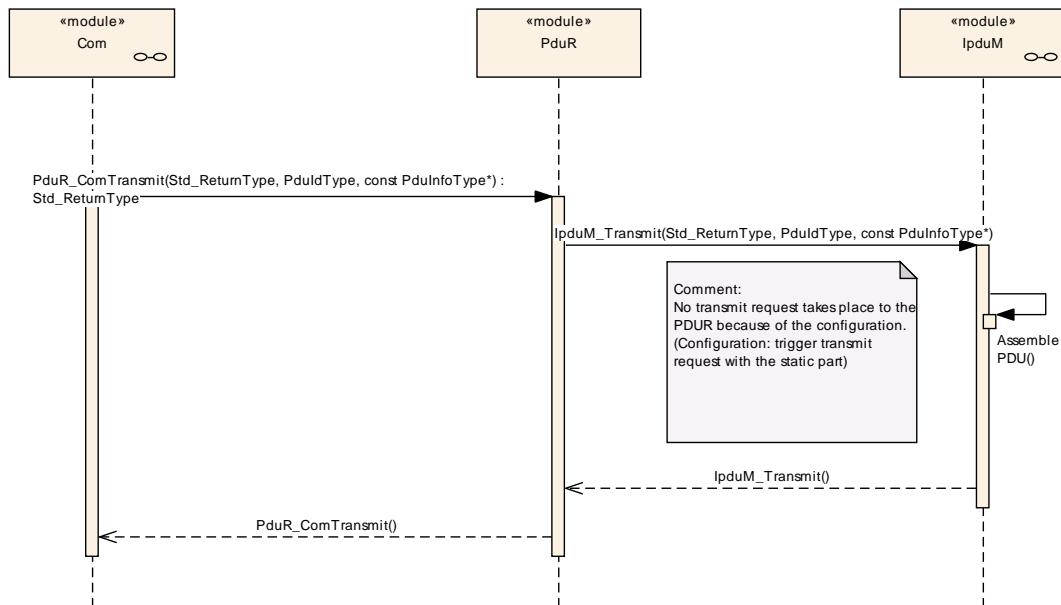 «module»
Com
«module»
PduR
«module»
IpduM
PduR_ComTransmit(Std_ReturnType, PduIdType, const PduInfoType*) :
Std_ReturnType
IpduM_Transmit(Std_ReturnType, PduIdType, const PduInfoType*)
Comment:
No transmit request takes place to the
PDUR because of the configuration.
(Configuration: trigger transmit
request with the static part)
Assemble
PDU()
IpduM_Transmit()
PduR_ComTransmit()